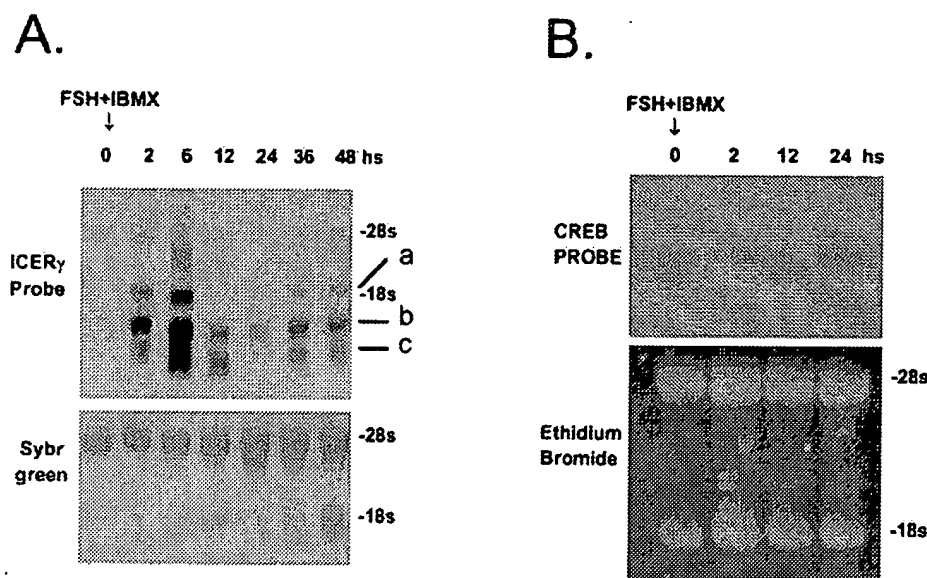 A.
FSH+IBMX
↓
0 2 6 12 24 36 48 hs
ICERγ
Probe
-28s
a
-18s
b
c
Sybr
green
-28s
-18s
B.
FSH+IBMX
↓
0 2 12 24 hs
CREB
PROBE
Ethidium
Bromide
-28s
-18s